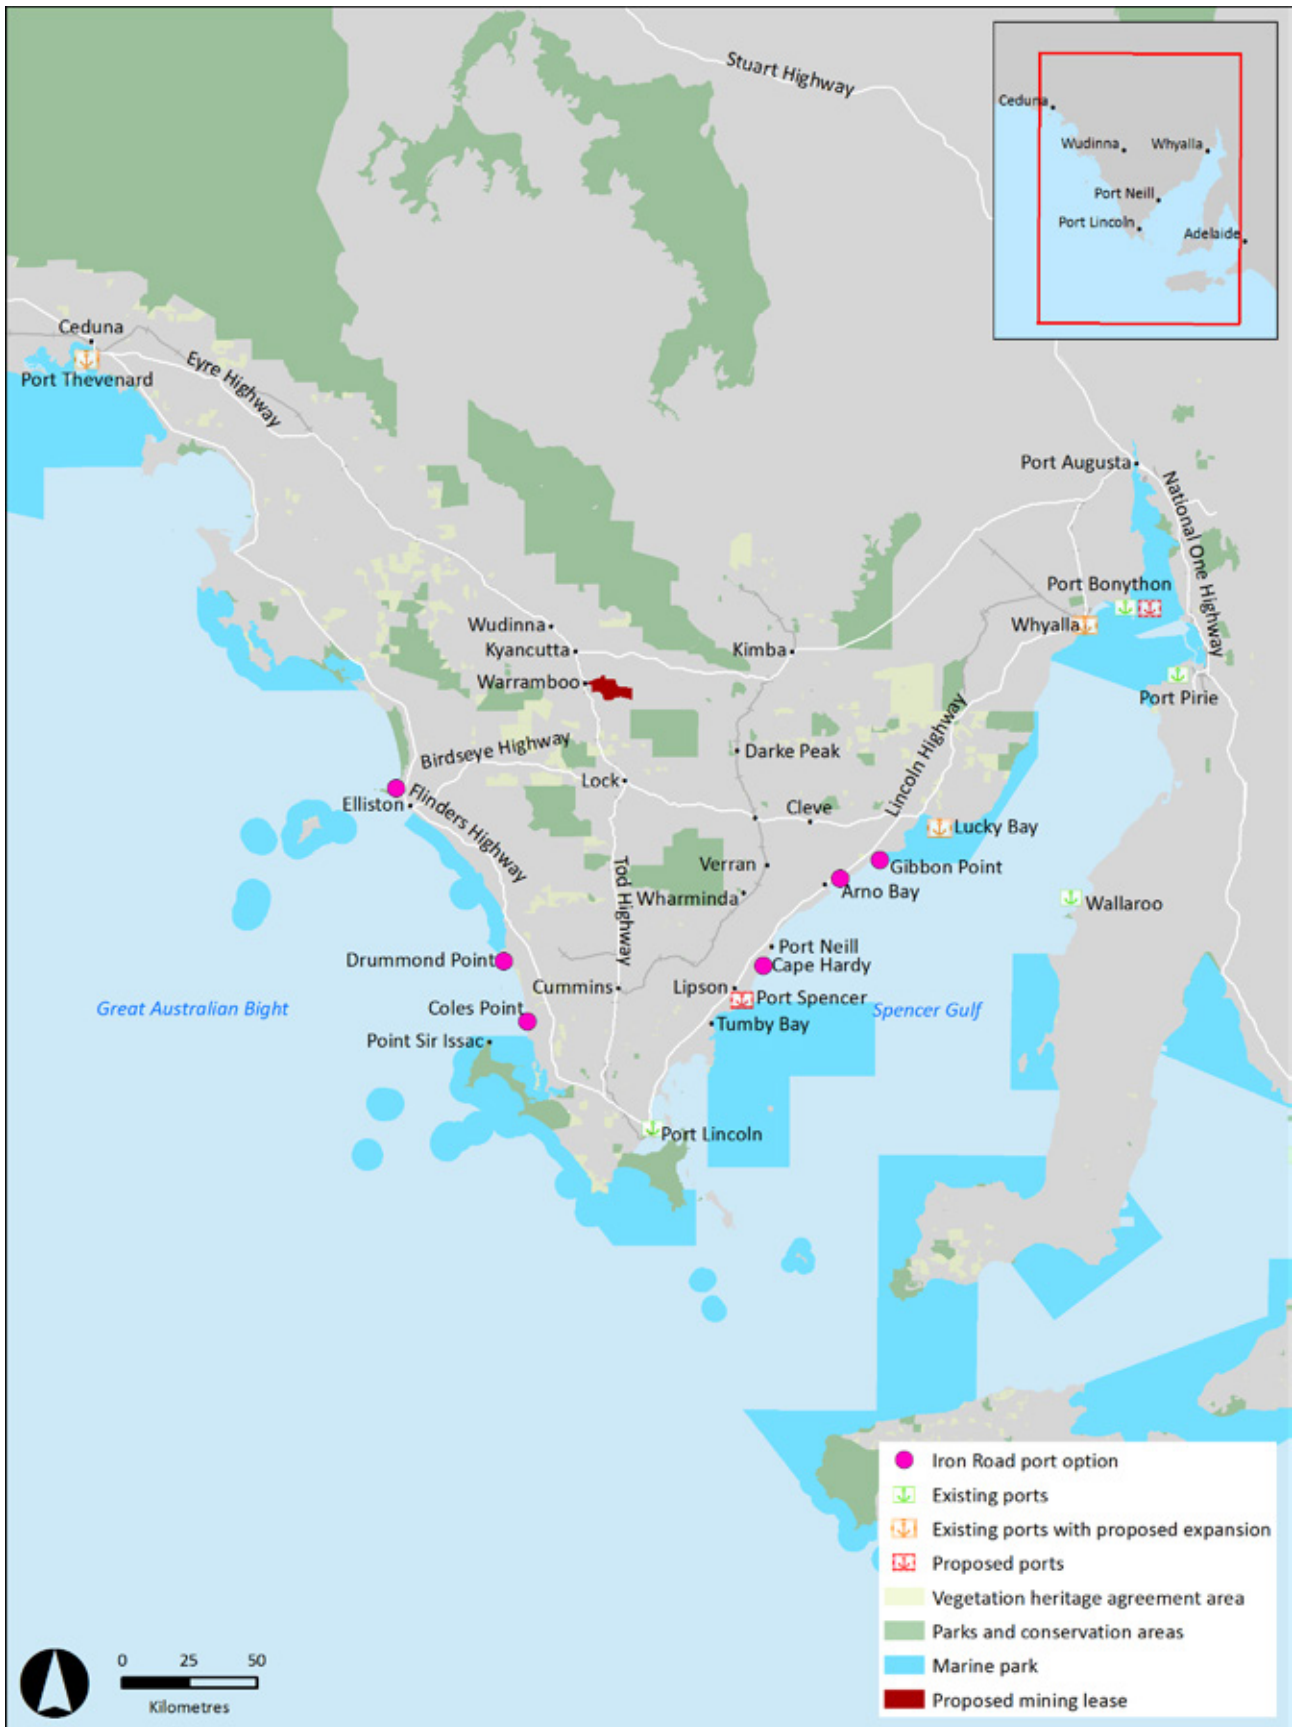 Stuart Highway
Ceduna
Wudinna
Whyalla
Port Neill
Port Lincoln
Adelaide
Ceduna
Port Thevenard
Eyre Highway
Port Augusta
National One Highway
Port Bonython
Whyalla
Port Pirie
Wudinna
Kyancutta
Warramboo
Kimba
Birdseye Highway
Darke Peak
Lincoln Highway
Lock
Elliston
Flinders Highway
Cleve
Lucky Bay
Tod Highway
Verran
Gibbon Point
Wharminda
Arno Bay
Wallaroo
Port Neill
Drummond Point
Cape Hardy
Cummins
Lipson
Port Spencer
Great Australian Bight
Coles Point
Spencer Gulf
Tumby Bay
Point Sir Issac
Port Lincoln
Iron Road port option
Existing ports
Existing ports with proposed expansion
Proposed ports
Vegetation heritage agreement area
Parks and conservation areas
Marine park
Proposed mining lease
0 25 50
Kilometres